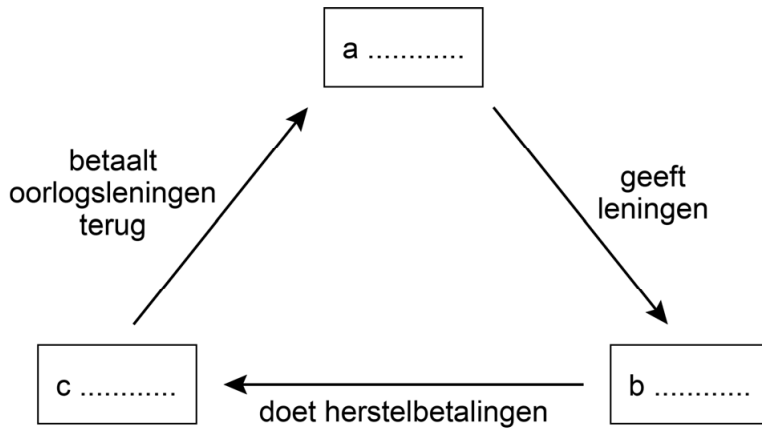 a ............
betaalt
oorlogsleningen
terug
geeft
leningen
c ............
doet herstelbetalingen
b ............